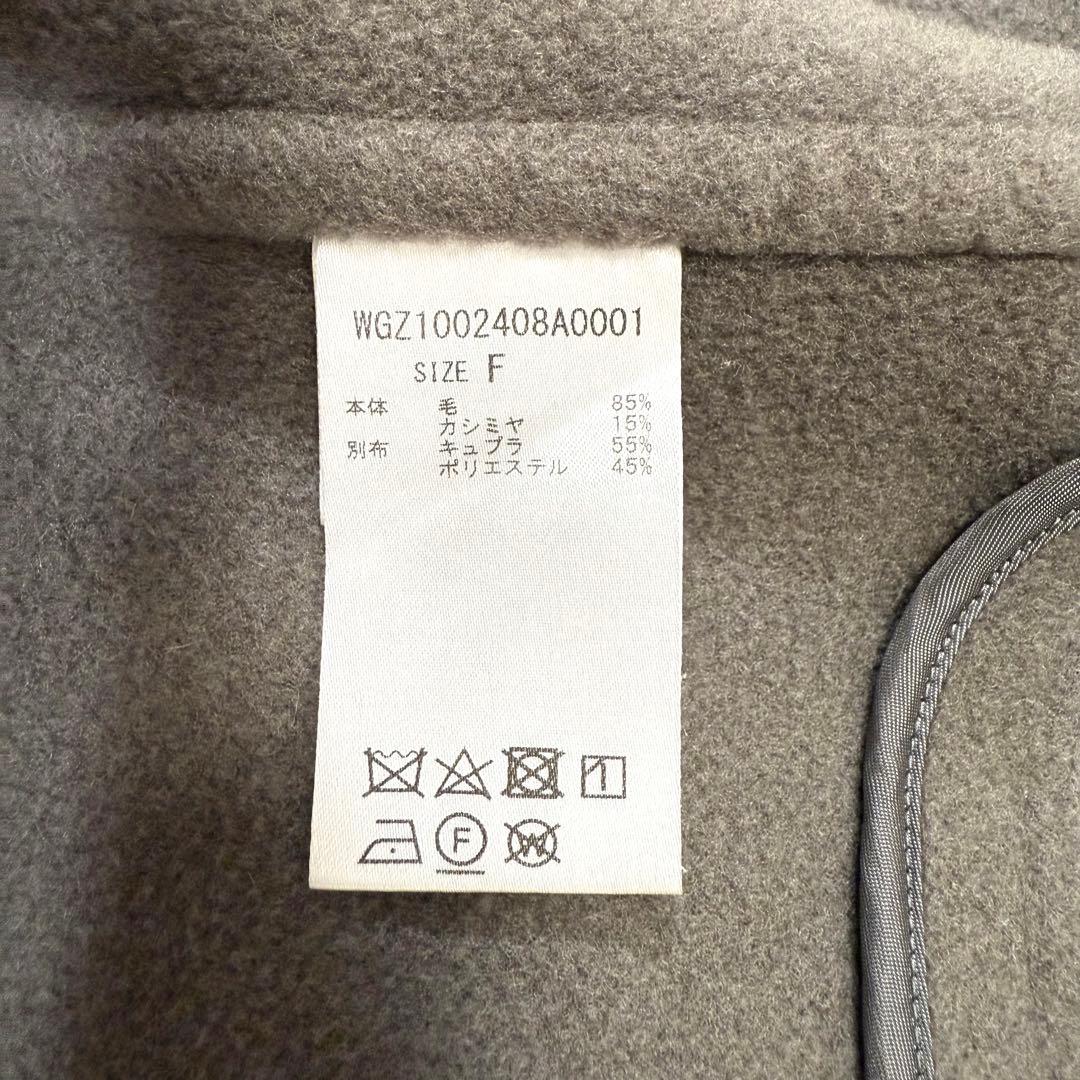 WGZ1002408A0001
SIZE F
本体 毛 85%
カシミヤ 15%
別布 キュプラ 55%
ポリエステル 45%
F
W